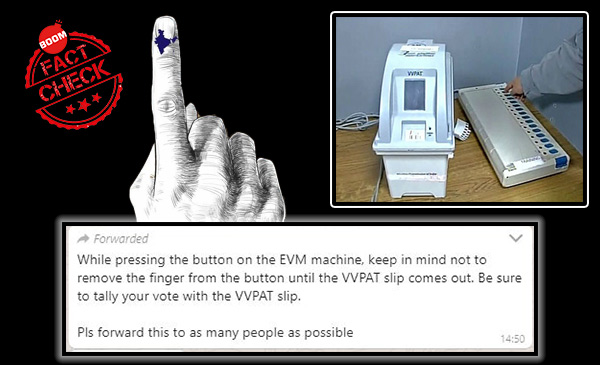 BOOM
FACT
CHECK
VVPAT
Forwarded
While pressing the button on the EVM machine, keep in mind not to
remove the finger from the button until the VVPAT slip comes out. Be sure
to tally your vote with the VVPAT slip.
Pls forward this to as many people as possible
14:50